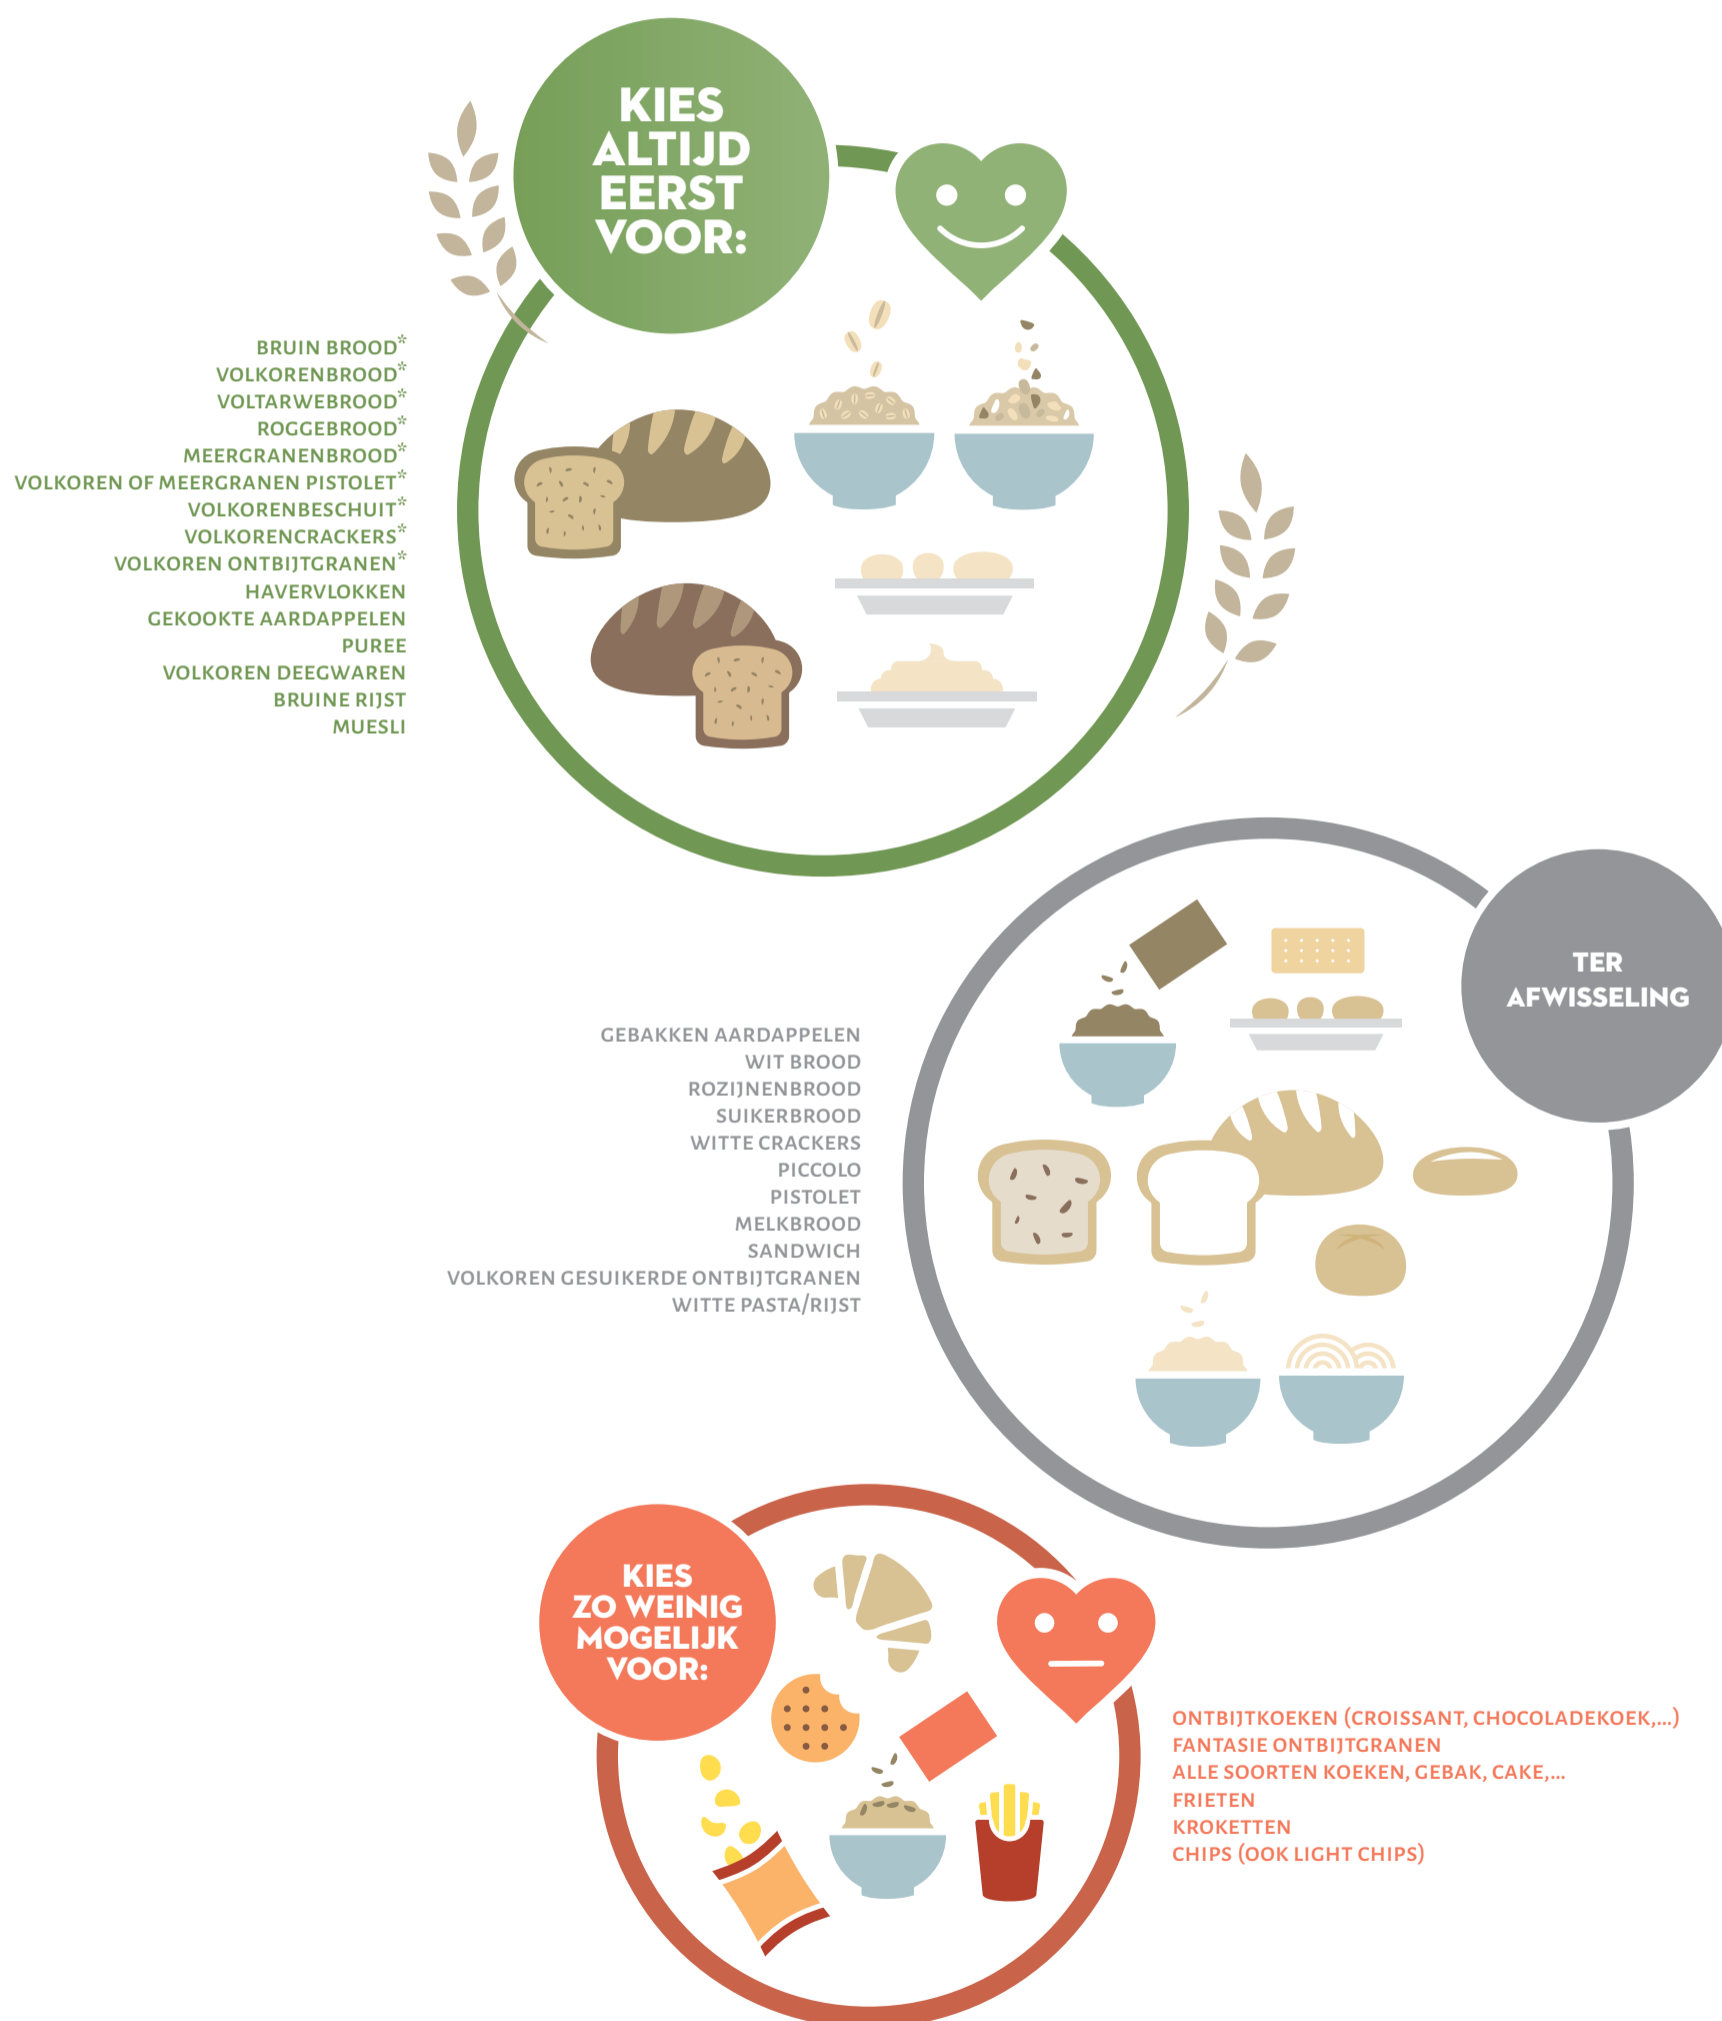 KIES
ALTIJD
EERST
VOOR:
BRUIN BROOD*
VOLKORENBROOD*
VOLTARWEBROOD*
ROGGEBROOD*
MEERGRANENBROOD*
VOLKOREN OF MEERGRANEN PISTOLET*
VOLKORENBESCHUIT*
VOLKORENCRACKERS*
VOLKOREN ONTBIJTGRANEN*
HAVERVLOKKEN
GEKOOKTE AARDAPPELEN
PUREE
VOLKOREN DEEGWAREN
BRUINE RIJST
MUESLI
TER
AFWISSELING
GEBAKKEN AARDAPPELEN
WIT BROOD
ROZIJNENBROOD
SUIKERBROOD
WITTE CRACKERS
PICCOLO
PISTOLET
MELKBROOD
SANDWICH
VOLKOREN GESUIKERDE ONTBIJTGRANEN
WITTE PASTA/RIJST
KIES
ZO WEINIG
MOGELIJK
VOOR:
ONTBIJTKOEKEN (CROISSANT, CHOCOLADEKOEK,...)
FANTASIE ONTBIJTGRANEN
ALLE SOORTEN KOEKEN, GEBAK, CAKE,...
FRIETEN
KROKETTEN
CHIPS (OOK LIGHT CHIPS)